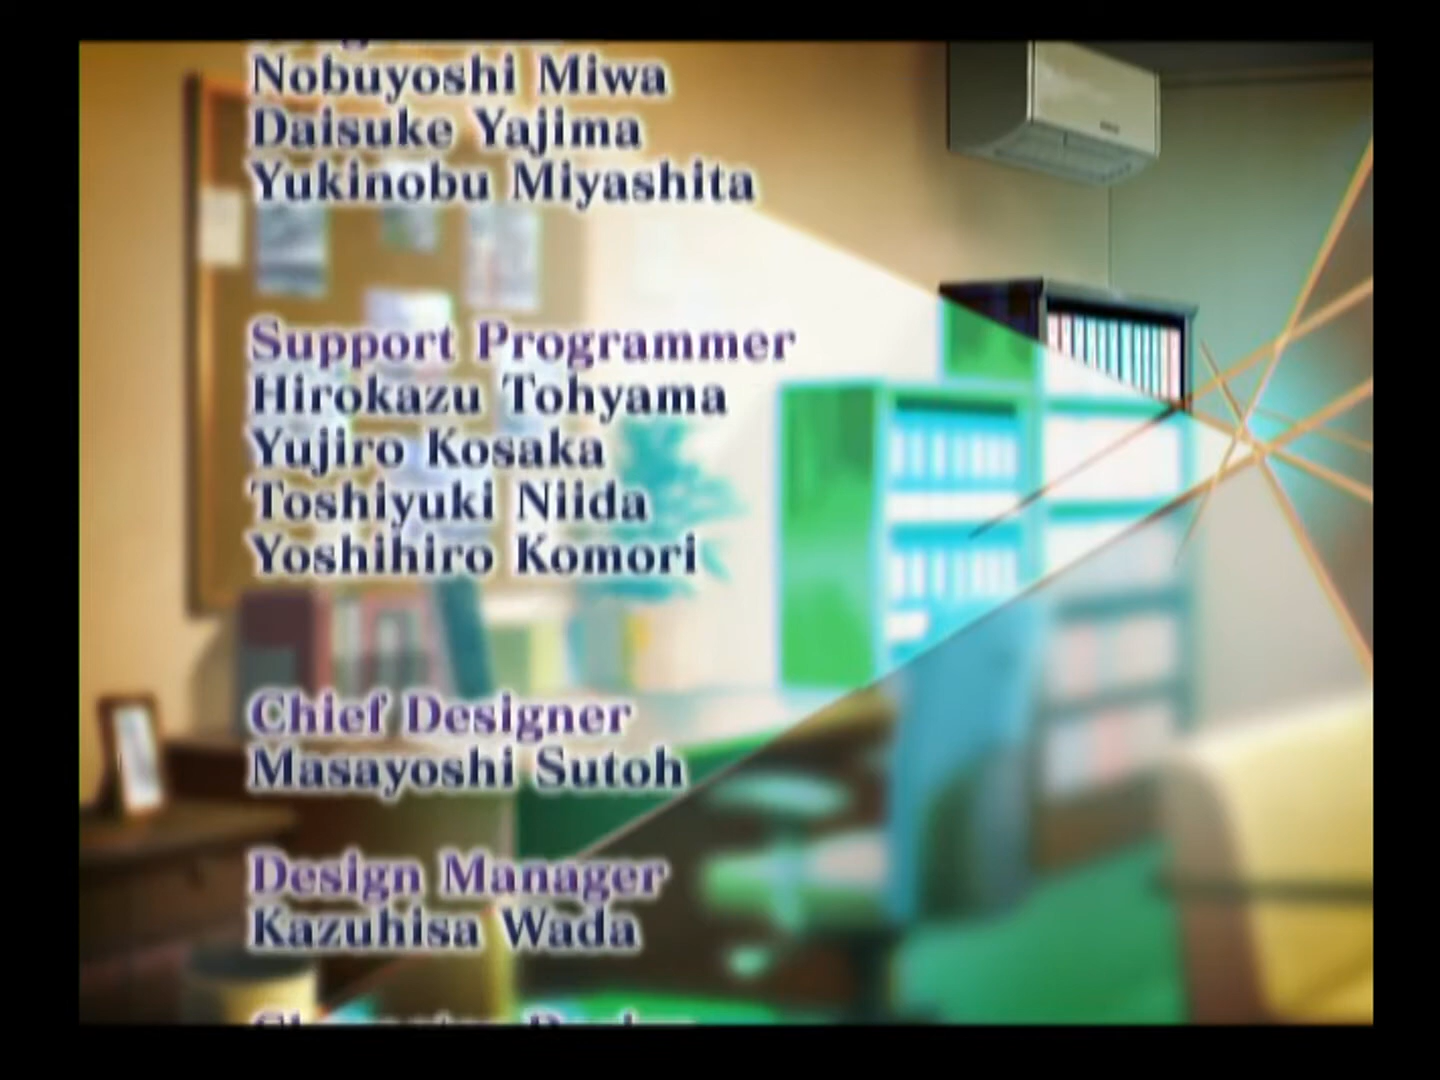 Nobuyoshi Miwa
Daisuke Yajima
Yukinobu Miyashita
Support Programmer
Hirokazu Tohyama
Yujiro Kosaka
Toshiyuki Niida
Yoshihiro Komori
Chief Designer
Masayoshi Sutoh
Design Manager
Kazuhisa Wada